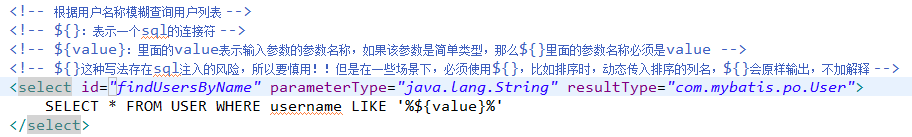 <!-- 根据用户名称模糊查询用户列表 -->
<!-- ${}：表示一个sql的连接符 -->
<!-- ${value}：里面的value表示输入参数的参数名称，如果该参数是简单类型，那么${}里面的参数名称必须是value -->
<!-- ${}这种写法存在sql注入的风险，所以要慎用！！但是在一些场景下，必须使用${}，比如排序时，动态传入排序的列名，${}会原样输出，不加解释 -->
<select id="findUsersByName" parameterType="java.lang.String" resultType="com.mybatis.po.User">
SELECT * FROM USER WHERE username LIKE '%${value}%'
</select>